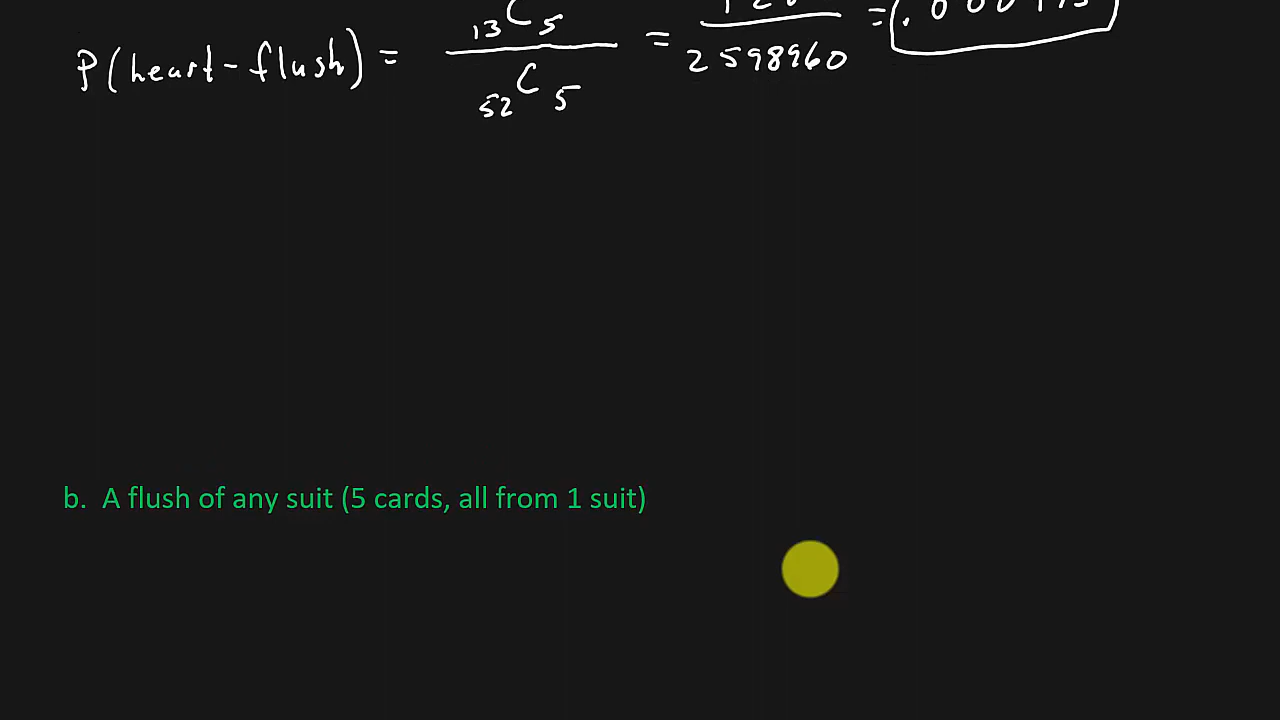 P(heart-flush) = 13C5 / 52C5 = / 2598960 =
b. A flush of any suit (5 cards, all from 1 suit)